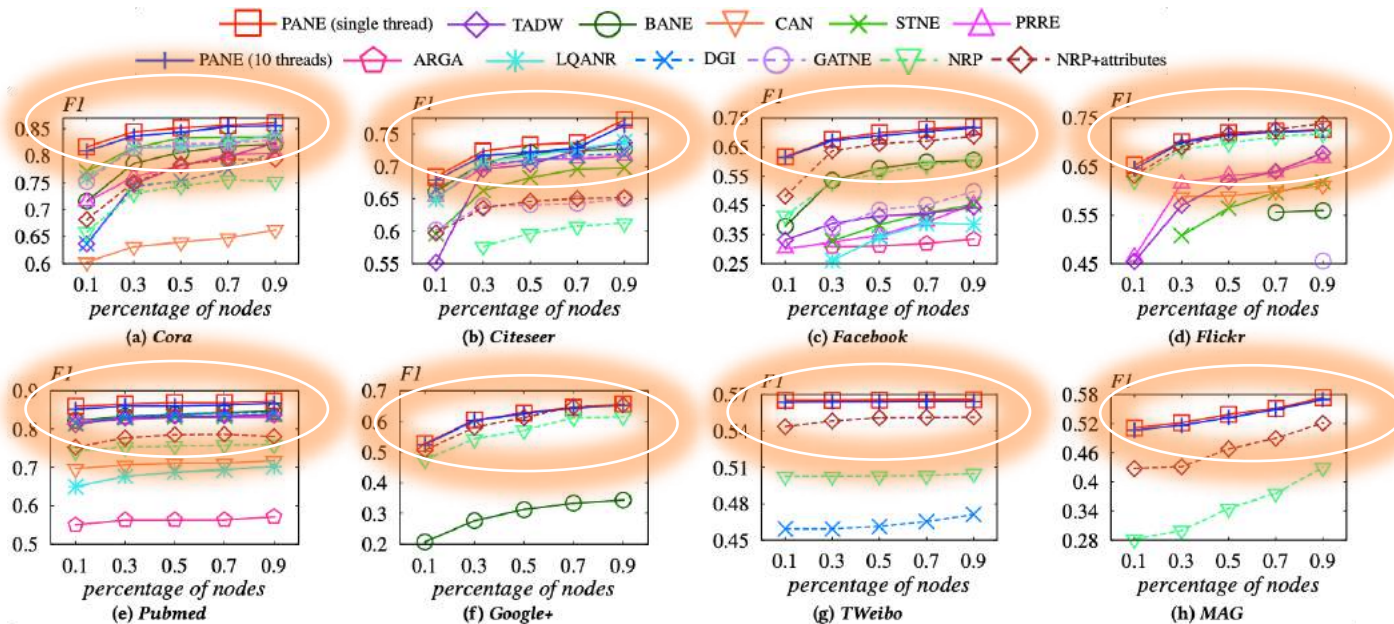 PANE (single thread) TADW BANE CAN STNE PRRE
PANE (10 threads) ARGA LQANR DGI GATNE NRP NRP+attributes
F1 F1 F1 F1
0.85 0.8 0.75 0.7 0.65 0.6
0.75 0.7 0.65 0.6 0.55
0.75 0.65 0.55 0.45 0.35 0.25
0.75 0.65 0.55 0.45
0.1 0.3 0.5 0.7 0.9 0.1 0.3 0.5 0.7 0.9 0.1 0.3 0.5 0.7 0.9 0.1 0.3 0.5 0.7 0.9
percentage of nodes percentage of nodes percentage of nodes percentage of nodes
(a) Cora (b) Citeseer (c) Facebook (d) Flickr
F1 F1 F1 F1
0.9 0.8 0.7 0.6 0.5
0.7 0.6 0.5 0.4 0.3 0.2
0.57 0.54 0.51 0.48 0.45
0.58 0.52 0.46 0.4 0.34 0.28
0.1 0.3 0.5 0.7 0.9 0.1 0.3 0.5 0.7 0.9 0.1 0.3 0.5 0.7 0.9 0.1 0.3 0.5 0.7 0.9
percentage of nodes percentage of nodes percentage of nodes percentage of nodes
(e) Pubmed (f) Google+ (g) TWeibo (h) MAG